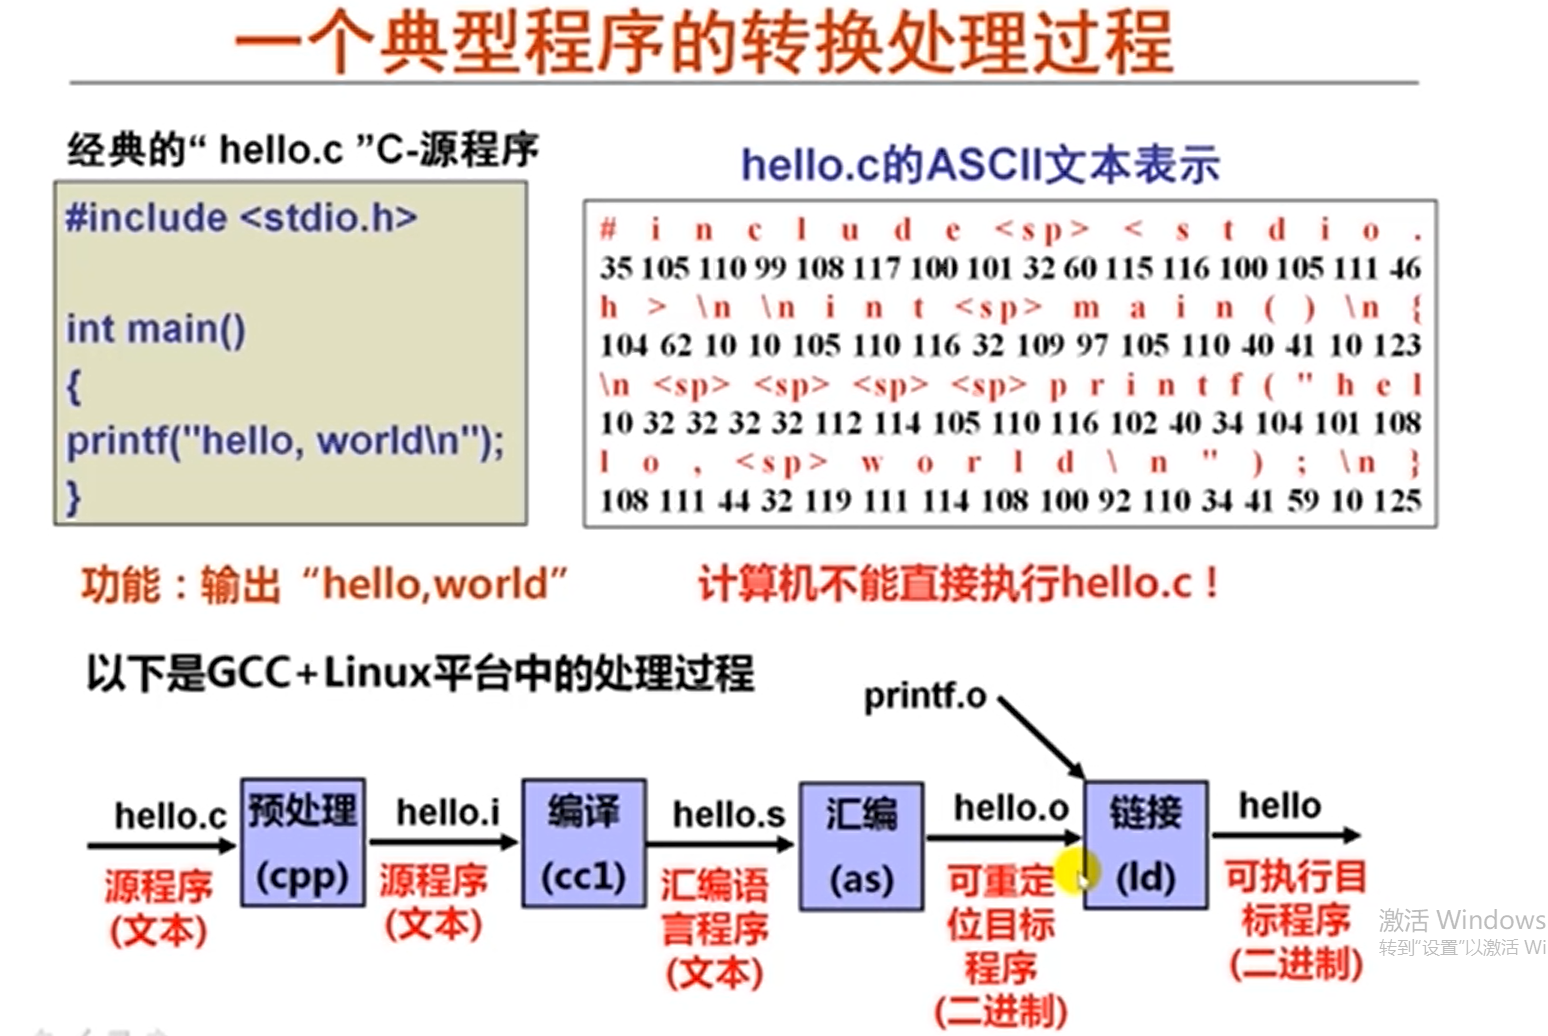 一个典型程序的转换处理过程
经典的“ hello.c ”C-源程序
#include <stdio.h>
int main()
{
printf("hello, world\n");
}
hello.c的ASCII文本表示
# i n c l u d e <sp> < s t d i o .
35 105 110 99 108 117 100 101 32 60 115 116 100 105 111 46
h > \n \n i n t <sp> m a i n ( ) \n {
104 62 10 10 105 110 116 32 109 97 105 110 40 41 10 123
\n <sp> <sp> <sp> <sp> p r i n t f ( " h e l
10 32 32 32 32 112 114 105 110 116 102 40 34 104 101 108
l o , <sp> w o r l d \ n " ) ; \n }
108 111 44 32 119 111 114 108 100 92 110 34 41 59 10 125
功能：输出“hello,world”
计算机不能直接执行hello.c！
以下是GCC+Linux平台中的处理过程
printf.o
hello.c
源程序
(文本)
预处理
(cpp)
hello.i
源程序
(文本)
编译
(cc1)
hello.s
汇编语
言程序
(文本)
汇编
(as)
hello.o
可重定
位目标
程序
(二进制)
链接
(ld)
hello
可执行目
标程序
(二进制)
激活 Windows
转到“设置”以激活 Wi